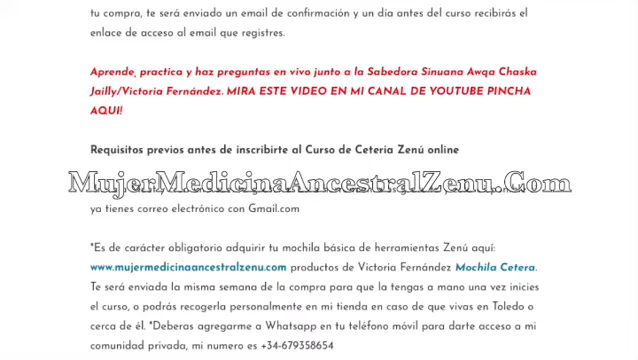 tu compra, te será enviado un email de confirmación y un día antes del curso recibirás el
enlace de acceso al email que registres.
Aprende, practica y haz preguntas en vivo junto a la Sabedora Sinuana Awqa Chaska
Jailly/Victoria Fernández. MIRA ESTE VIDEO EN MI CANAL DE YOUTUBE PINCHA
AQUI!
Requisitos previos antes de inscribirte al Curso de Ceteria Zenú online
MujerMedicinaAncestralZenu.Com
ya tienes correo electrónico con Gmail.com
*Es de carácter obligatorio adquirir tu mochila básica de herramientas Zenú aquí:
www.mujermedicinaancestralzenu.com productos de Victoria Fernández Mochila Cetera.
Te será enviada la misma semana de la compra para que la tengas a mano una vez inicies
el curso, o podrás recogerla personalmente en mi tienda en caso de que vivas en Toledo o
cerca de él. *Deberas agregarme a Whatsapp en tu teléfono móvil para darte acceso a mi
comunidad privada, mi numero es +34-679358654